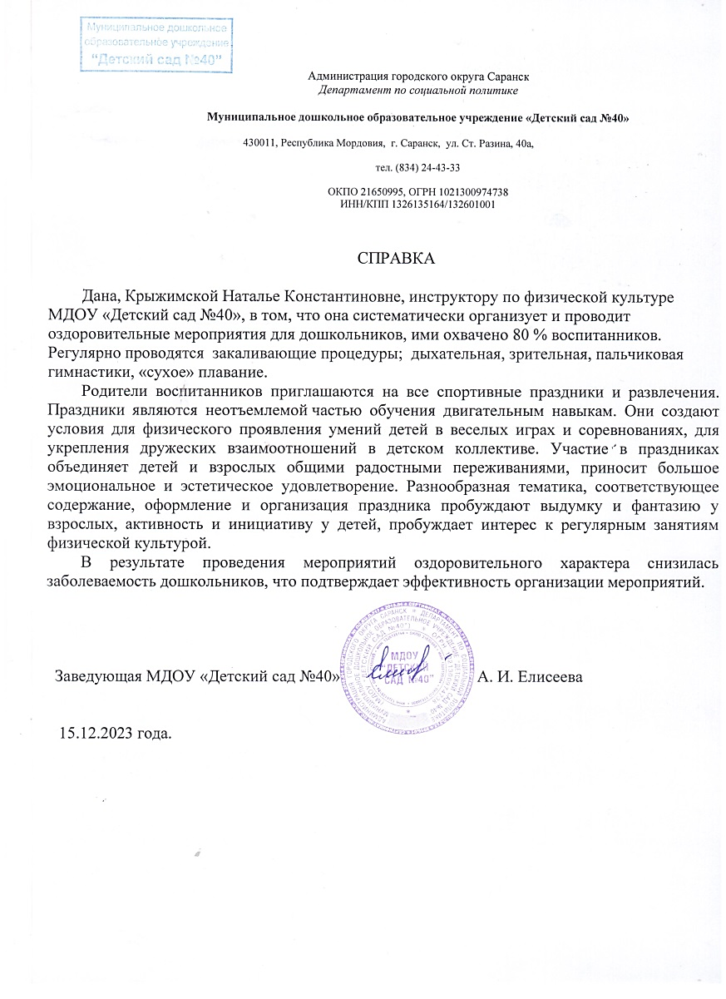 Муниципальное дошкольное
образовательное учреждение
"Детский сад №40"
Администрация городского округа Саранск
Департамент по социальной политике
Муниципальное дошкольное образовательное учреждение «Детский сад №40»
430011, Республика Мордовия, г. Саранск, ул. Ст. Разина, 40а,
тел. (834) 24-43-33
ОКПО 21650995, ОГРН 1021300974738
ИНН/КПП 1326135164/132601001
СПРАВКА
Дана, Крыжимской Наталье Константиновне, инструктору по физической культуре
МДОУ «Детский сад №40», в том, что она систематически организует и проводит
оздоровительные мероприятия для дошкольников, ими охвачено 80 % воспитанников.
Регулярно проводятся закаливающие процедуры; дыхательная, зрительная, пальчиковая
гимнастики, «сухое» плавание.
Родители воспитанников приглашаются на все спортивные праздники и развлечения.
Праздники являются неотъемлемой частью обучения двигательным навыкам. Они создают
условия для физического проявления умений детей в веселых играх и соревнованиях, для
укрепления дружеских взаимоотношений в детском коллективе. Участие в праздниках
объединяет детей и взрослых общими радостными переживаниями, приносит большое
эмоциональное и эстетическое удовлетворение. Разнообразная тематика, соответствующее
содержание, оформление и организация праздника пробуждают выдумку и фантазию у
взрослых, активность и инициативу у детей, пробуждает интерес к регулярным занятиям
физической культурой.
В результате проведения мероприятий оздоровительного характера снизилась
заболеваемость дошкольников, что подтверждает эффективность организации мероприятий.
Заведующая МДОУ «Детский сад №40» А. И. Елисеева
МДОУ
"ДЕТСКИЙ
САД №40"
15.12.2023 года.